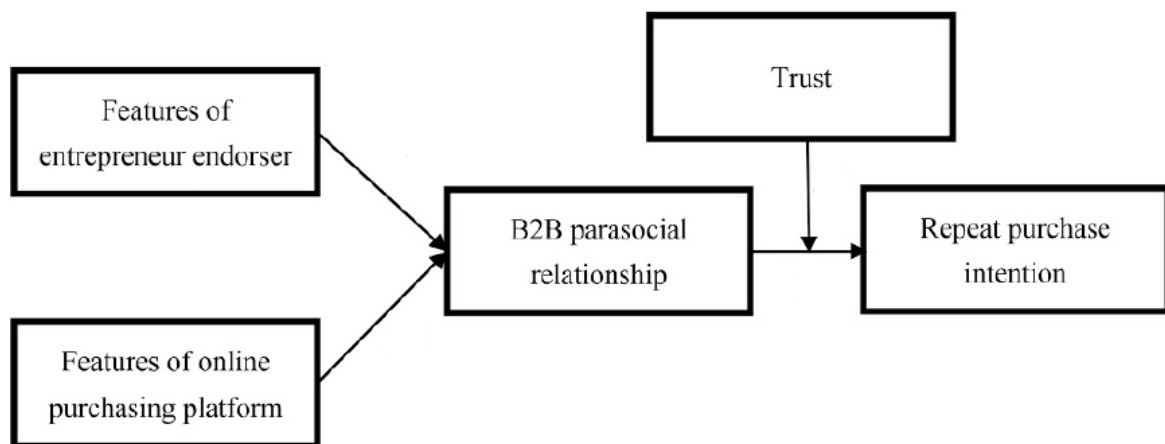 Features of
entrepreneur endorser
Features of online
purchasing platform
B2B parasocial
relationship
Trust
Repeat purchase
intention